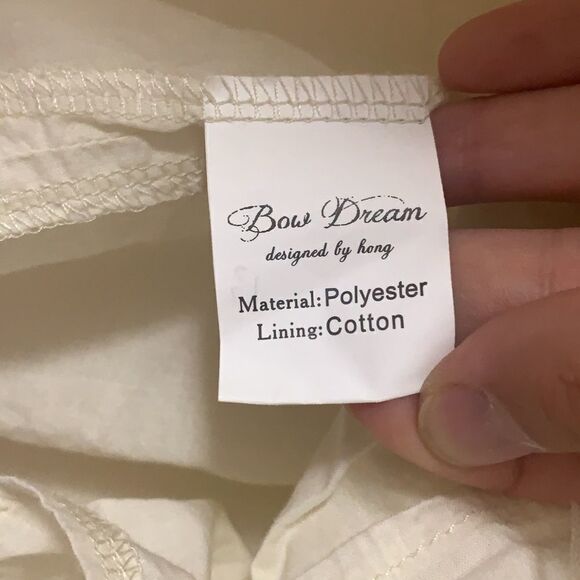 Bow Dream
designed by hong
Material: Polyester
Lining: Cotton